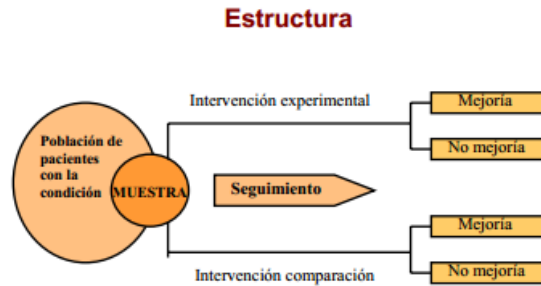 Estructura
Intervención experimental
Mejoría
No mejoría
Población de
pacientes
con la
condición
MUESTRA
Seguimiento
Mejoría
No mejoría
Intervención comparación